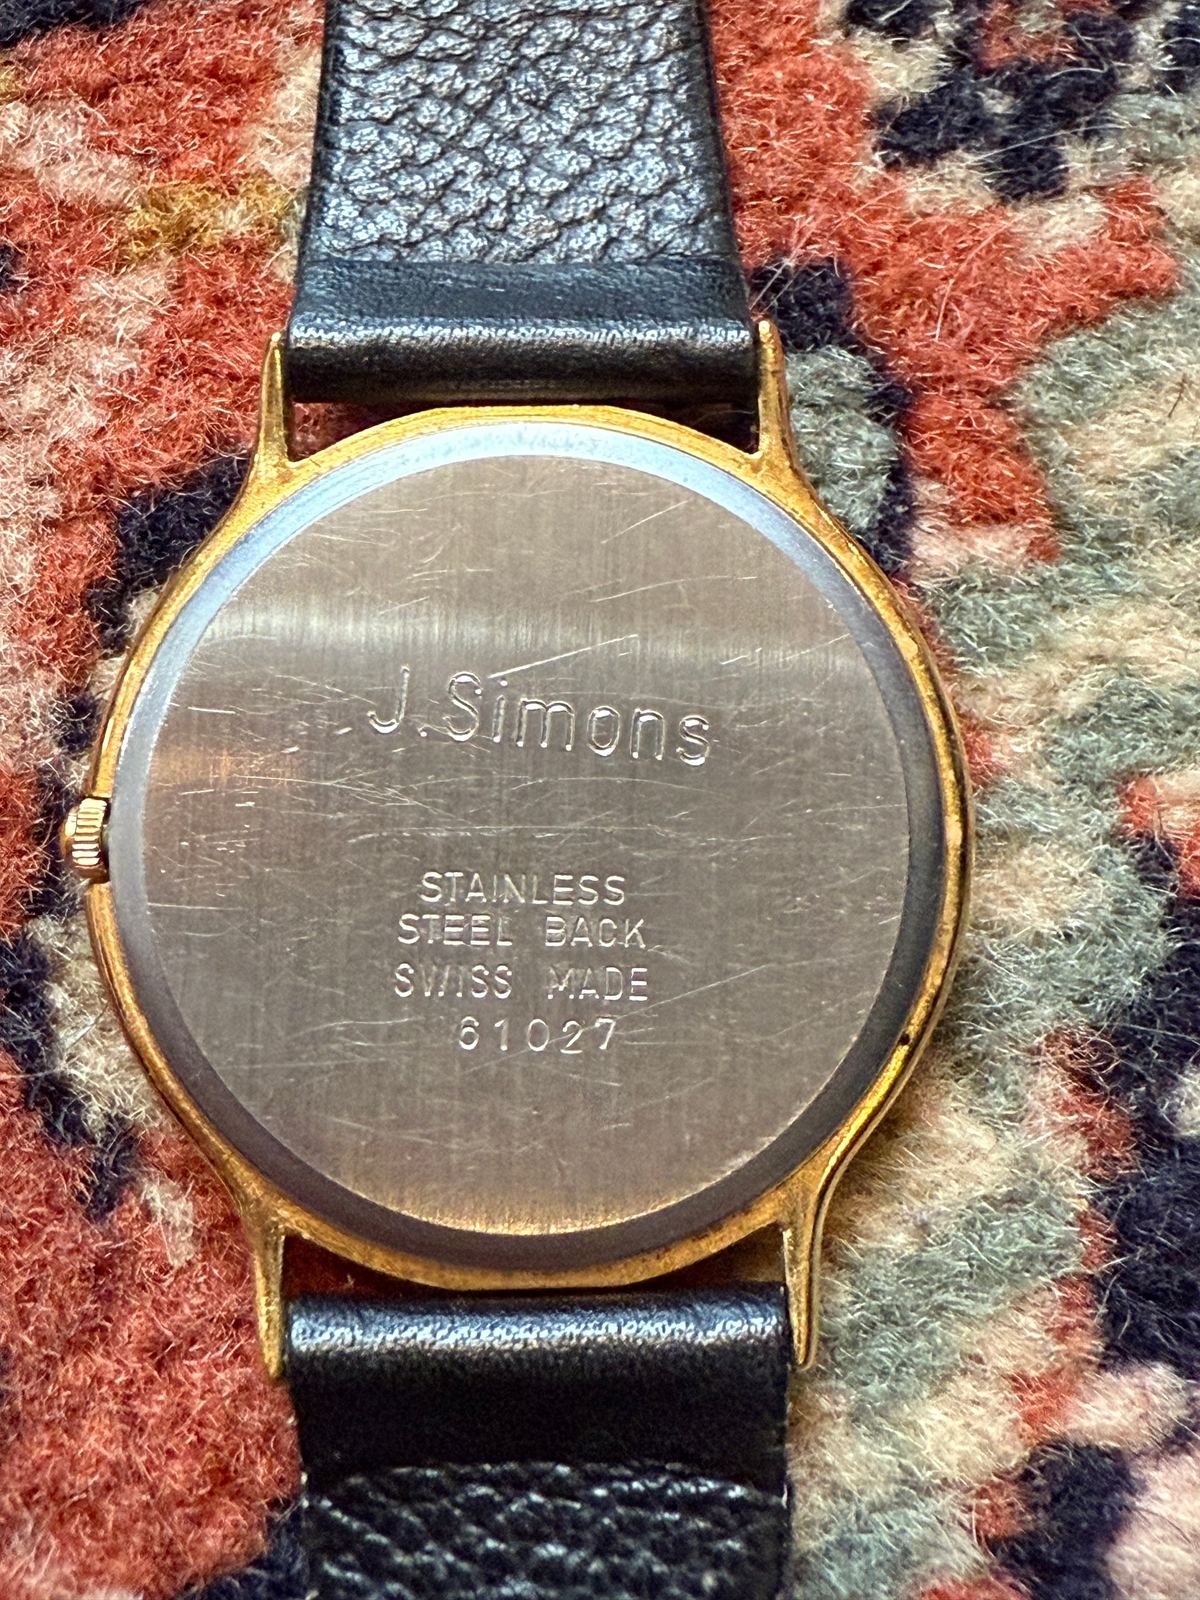 J. Simons
STAINLESS
STEEL BACK
SWISS MADE
61027